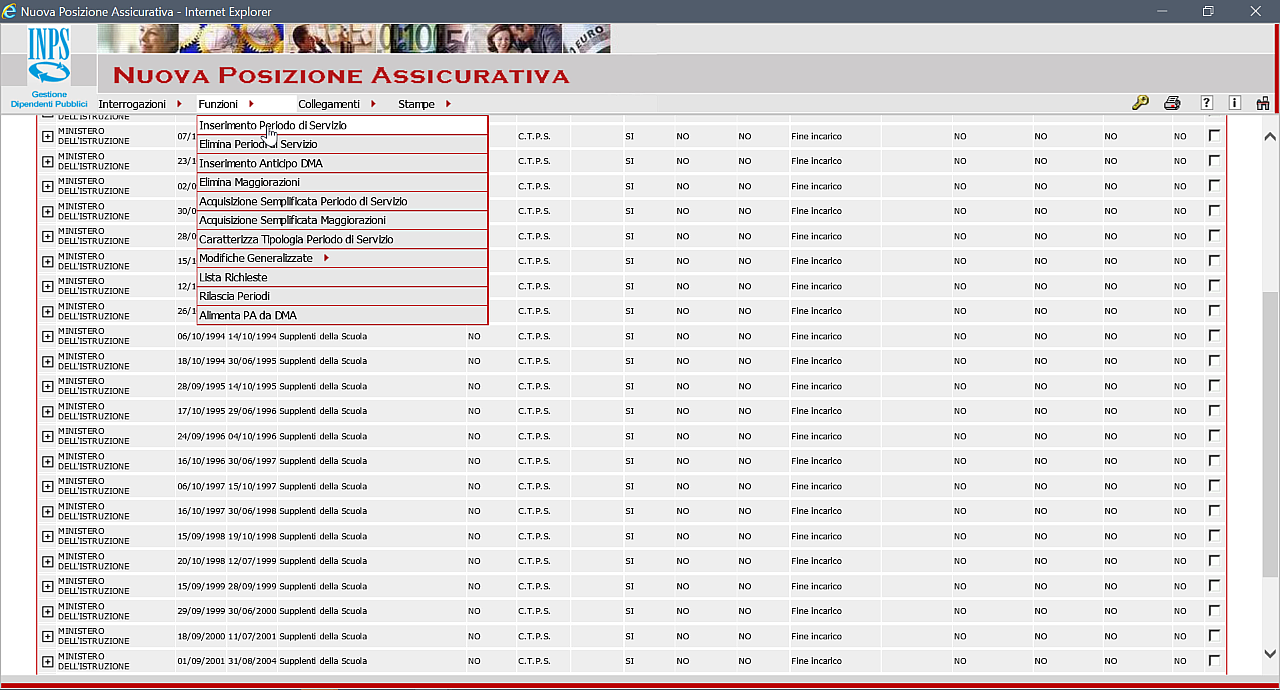 Nuova Posizione Assicurativa - Internet Explorer
INPS
Gestione
Dipendenti Pubblici
NUOVA POSIZIONE ASSICURATIVA
Interrogazioni Funzioni Collegamenti Stampe
Inserimento Periodo di Servizio
Elimina Periodi di Servizio
Inserimento Anticipo DMA
Elimina Maggiorazioni
Acquisizione Semplificata Periodo di Servizio
Acquisizione Semplificata Maggiorazioni
Caratterizza Tipologia Periodo di Servizio
Modifiche Generalizzate
Lista Richieste
Rilascia Periodi
Alimenta PA da DMA
DELL'ISTRUZIONE
MINISTERO DELL'ISTRUZIONE 07/1 C.T.P.S. SI NO NO Fine incarico NO NO NO NO
MINISTERO DELL'ISTRUZIONE 23/1 C.T.P.S. SI NO NO Fine incarico NO NO NO NO
MINISTERO DELL'ISTRUZIONE 02/0 C.T.P.S. SI NO NO Fine incarico NO NO NO NO
MINISTERO DELL'ISTRUZIONE 30/0 C.T.P.S. SI NO NO Fine incarico NO NO NO NO
MINISTERO DELL'ISTRUZIONE 28/0 C.T.P.S. SI NO NO Fine incarico NO NO NO NO
MINISTERO DELL'ISTRUZIONE 15/1 C.T.P.S. SI NO NO Fine incarico NO NO NO NO
MINISTERO DELL'ISTRUZIONE 12/1 C.T.P.S. SI NO NO Fine incarico NO NO NO NO
MINISTERO DELL'ISTRUZIONE 26/1 C.T.P.S. SI NO NO Fine incarico NO NO NO NO
MINISTERO DELL'ISTRUZIONE 06/10/1994 14/10/1994 Supplenti della Scuola NO C.T.P.S. SI NO NO Fine incarico NO NO NO NO
MINISTERO DELL'ISTRUZIONE 18/10/1994 30/06/1995 Supplenti della Scuola NO C.T.P.S. SI NO NO Fine incarico NO NO NO NO
MINISTERO DELL'ISTRUZIONE 28/09/1995 14/10/1995 Supplenti della Scuola NO C.T.P.S. SI NO NO Fine incarico NO NO NO NO
MINISTERO DELL'ISTRUZIONE 17/10/1995 29/06/1996 Supplenti della Scuola NO C.T.P.S. SI NO NO Fine incarico NO NO NO NO
MINISTERO DELL'ISTRUZIONE 24/09/1996 04/10/1996 Supplenti della Scuola NO C.T.P.S. SI NO NO Fine incarico NO NO NO NO
MINISTERO DELL'ISTRUZIONE 16/10/1996 30/06/1997 Supplenti della Scuola NO C.T.P.S. SI NO NO Fine incarico NO NO NO NO
MINISTERO DELL'ISTRUZIONE 06/10/1997 15/10/1997 Supplenti della Scuola NO C.T.P.S. SI NO NO Fine incarico NO NO NO NO
MINISTERO DELL'ISTRUZIONE 16/10/1997 30/06/1998 Supplenti della Scuola NO C.T.P.S. SI NO NO Fine incarico NO NO NO NO
MINISTERO DELL'ISTRUZIONE 15/09/1998 19/10/1998 Supplenti della Scuola NO C.T.P.S. SI NO NO Fine incarico NO NO NO NO
MINISTERO DELL'ISTRUZIONE 20/10/1998 12/07/1999 Supplenti della Scuola NO C.T.P.S. SI NO NO Fine incarico NO NO NO NO
MINISTERO DELL'ISTRUZIONE 15/09/1999 28/09/1999 Supplenti della Scuola NO C.T.P.S. SI NO NO Fine incarico NO NO NO NO
MINISTERO DELL'ISTRUZIONE 29/09/1999 30/06/2000 Supplenti della Scuola NO C.T.P.S. SI NO NO Fine incarico NO NO NO NO
MINISTERO DELL'ISTRUZIONE 18/09/2000 11/07/2001 Supplenti della Scuola NO C.T.P.S. SI NO NO Fine incarico NO NO NO NO
MINISTERO DELL'ISTRUZIONE 01/09/2001 31/08/2004 Supplenti della Scuola NO C.T.P.S. SI NO NO Fine incarico NO NO NO NO